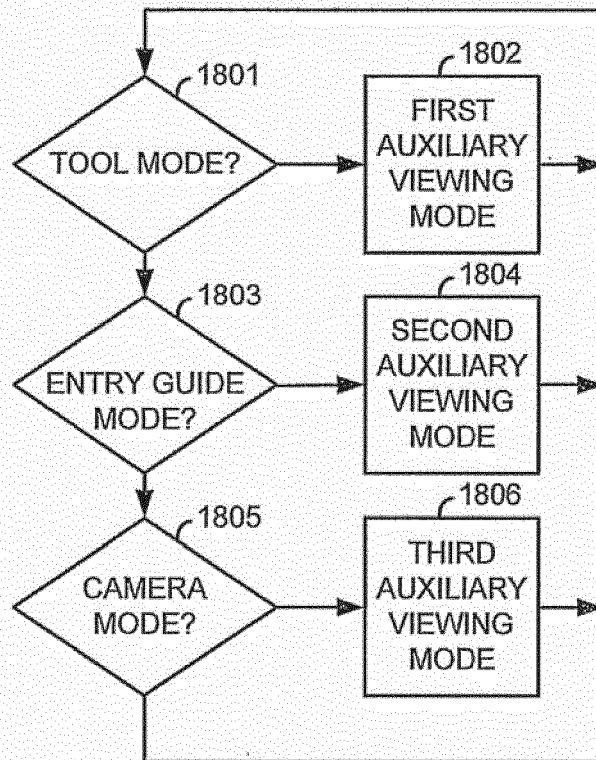 1801
TOOL MODE?
1802
FIRST
AUXILIARY
VIEWING
MODE
1803
ENTRY GUIDE
MODE?
1804
SECOND
AUXILIARY
VIEWING
MODE
1805
CAMERA
MODE?
1806
THIRD
AUXILIARY
VIEWING
MODE